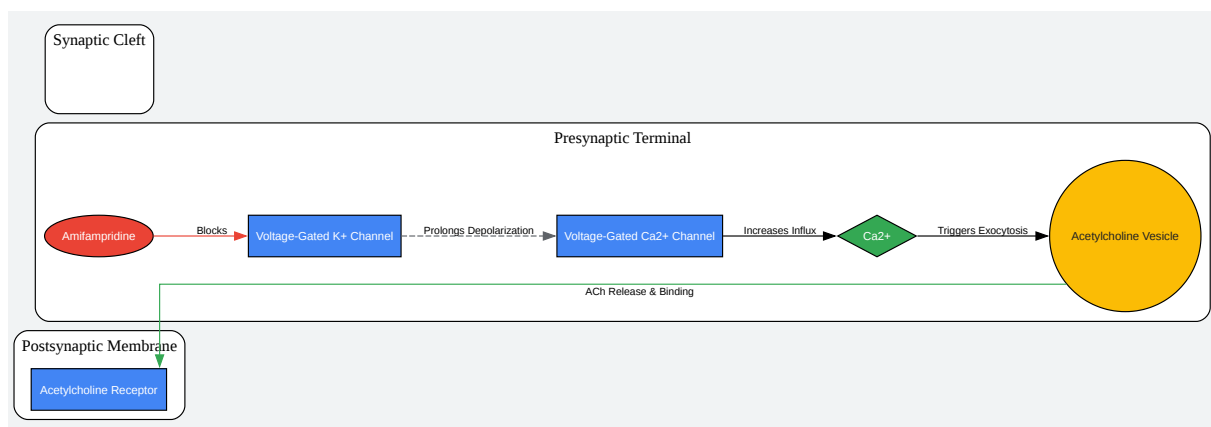 Synaptic Cleft
Presynaptic Terminal
Amifampridine
Blocks
Voltage-Gated K+ Channel
Prolongs Depolarization
Voltage-Gated Ca2+ Channel
Increases Influx
Ca2+
Triggers Exocytosis
Acetylcholine Vesicle
ACh Release & Binding
Postsynaptic Membrane
Acetylcholine Receptor